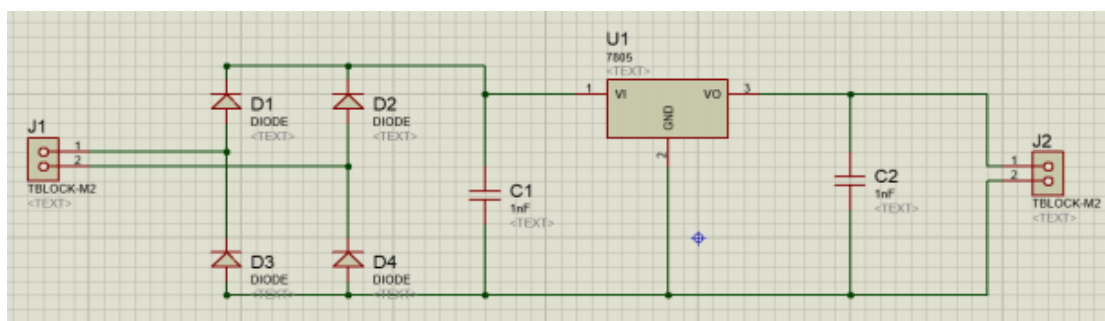 U1
7805
<TEXT>
1
VI
VO
3
GND
2
D1
DIODE
<TEXT>
D2
DIODE
<TEXT>
J1
1
2
TBLOCK-M2
<TEXT>
C1
1nF
<TEXT>
C2
1nF
<TEXT>
J2
1
2
TBLOCK-M2
<TEXT>
D3
DIODE
<TEXT>
D4
DIODE
<TEXT>